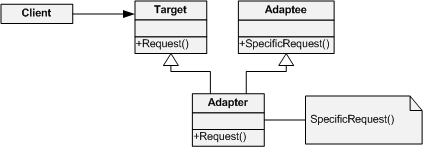 Client
Target
Adaptee
+Request()
+SpecificRequest()
Adapter
SpecificRequest()
+Request()